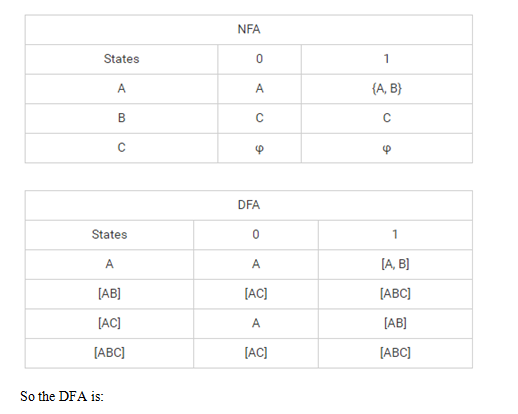 NFA
States 0 1
A A {A, B}
B C C
C φ φ
DFA
States 0 1
A A [A, B]
[AB] [AC] [ABC]
[AC] A [AB]
[ABC] [AC] [ABC]
So the DFA is: